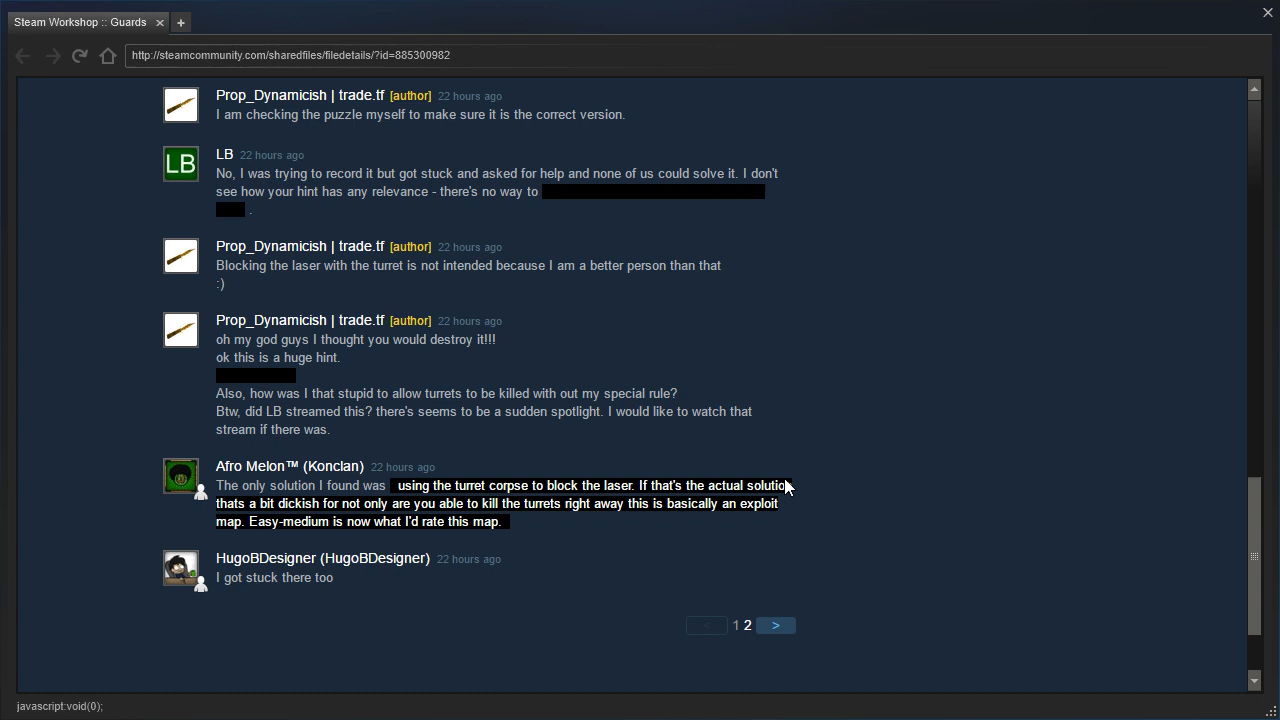 Steam Workshop :: Guards
http://steamcommunity.com/sharedfiles/filedetails/?id=885300982
Prop_Dynamicish | trade.tf [author] 22 hours ago
I am checking the puzzle myself to make sure it is the correct version.
LB
LB 22 hours ago
No, I was trying to record it but got stuck and asked for help and none of us could solve it. I don't
see how your hint has any relevance - there's no way to
.
Prop_Dynamicish | trade.tf [author] 22 hours ago
Blocking the laser with the turret is not intended because I am a better person than that
:)
Prop_Dynamicish | trade.tf [author] 22 hours ago
oh my god guys I thought you would destroy it!!!
ok this is a huge hint.
Also, how was I that stupid to allow turrets to be killed with out my special rule?
Btw, did LB streamed this? there's seems to be a sudden spotlight. I would like to watch that
stream if there was.
Afro Melon™ (Konclan) 22 hours ago
The only solution I found was using the turret corpse to block the laser. If that's the actual solutio
thats a bit dickish for not only are you able to kill the turrets right away this is basically an exploit
map. Easy-medium is now what I'd rate this map.
HugoBDesigner (HugoBDesigner) 22 hours ago
I got stuck there too
< 1 2 >
javascript:void(0);